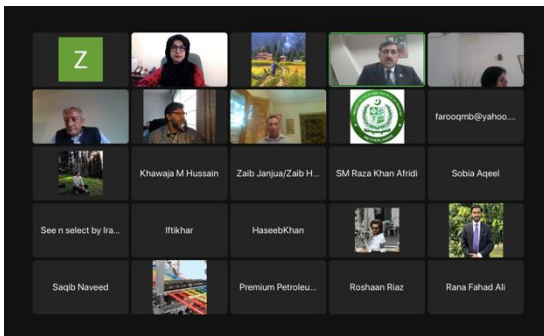 Z
farooqmb@yahoo....
Khawaja M Hussain
Zaib Janjua/Zaib H...
SM Raza Khan Afridi
Sobia Aqeel
See n select by Ira...
Iftikhar
HaseebKhan
Saqib Naveed
Premium Petroleu...
Roshaan Riaz
Rana Fahad Ali